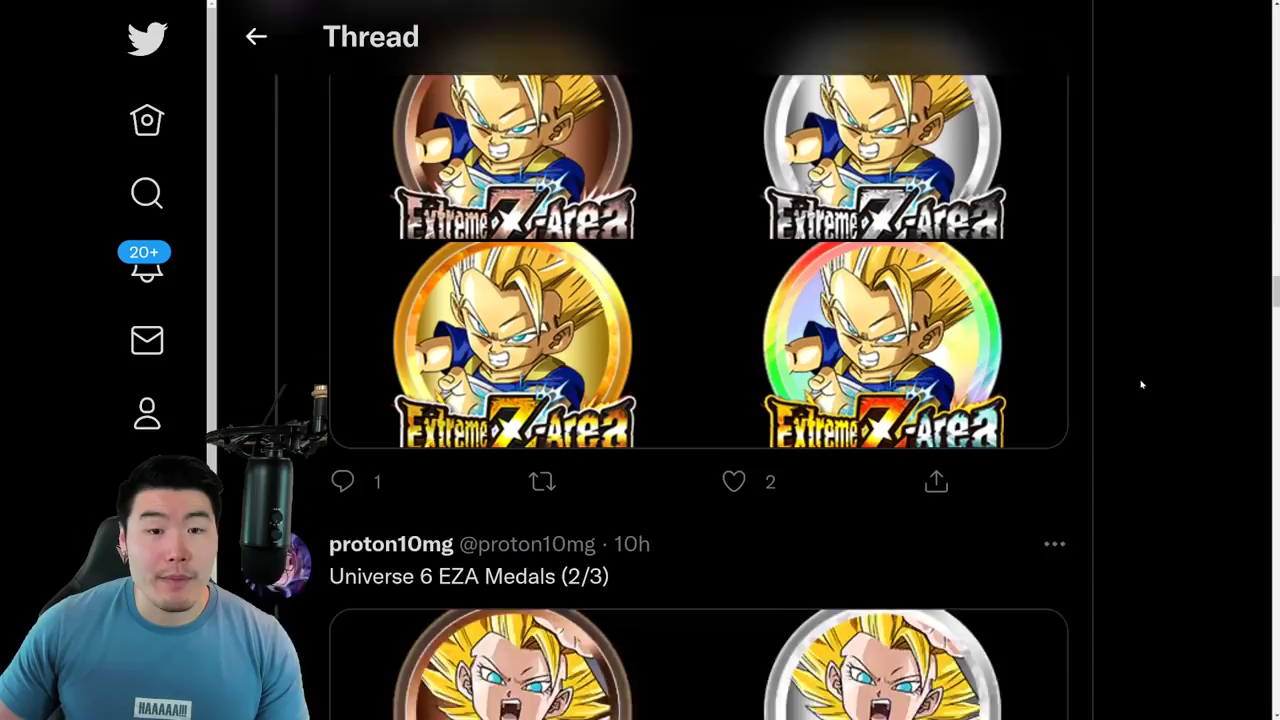 Thread
Extreme Z-Area
Extreme Z-Area
20+
Extreme Z-Area
Extreme Z-Area
1
2
proton10mg @proton10mg · 10h
Universe 6 EZA Medals (2/3)
HAAAAA!!!